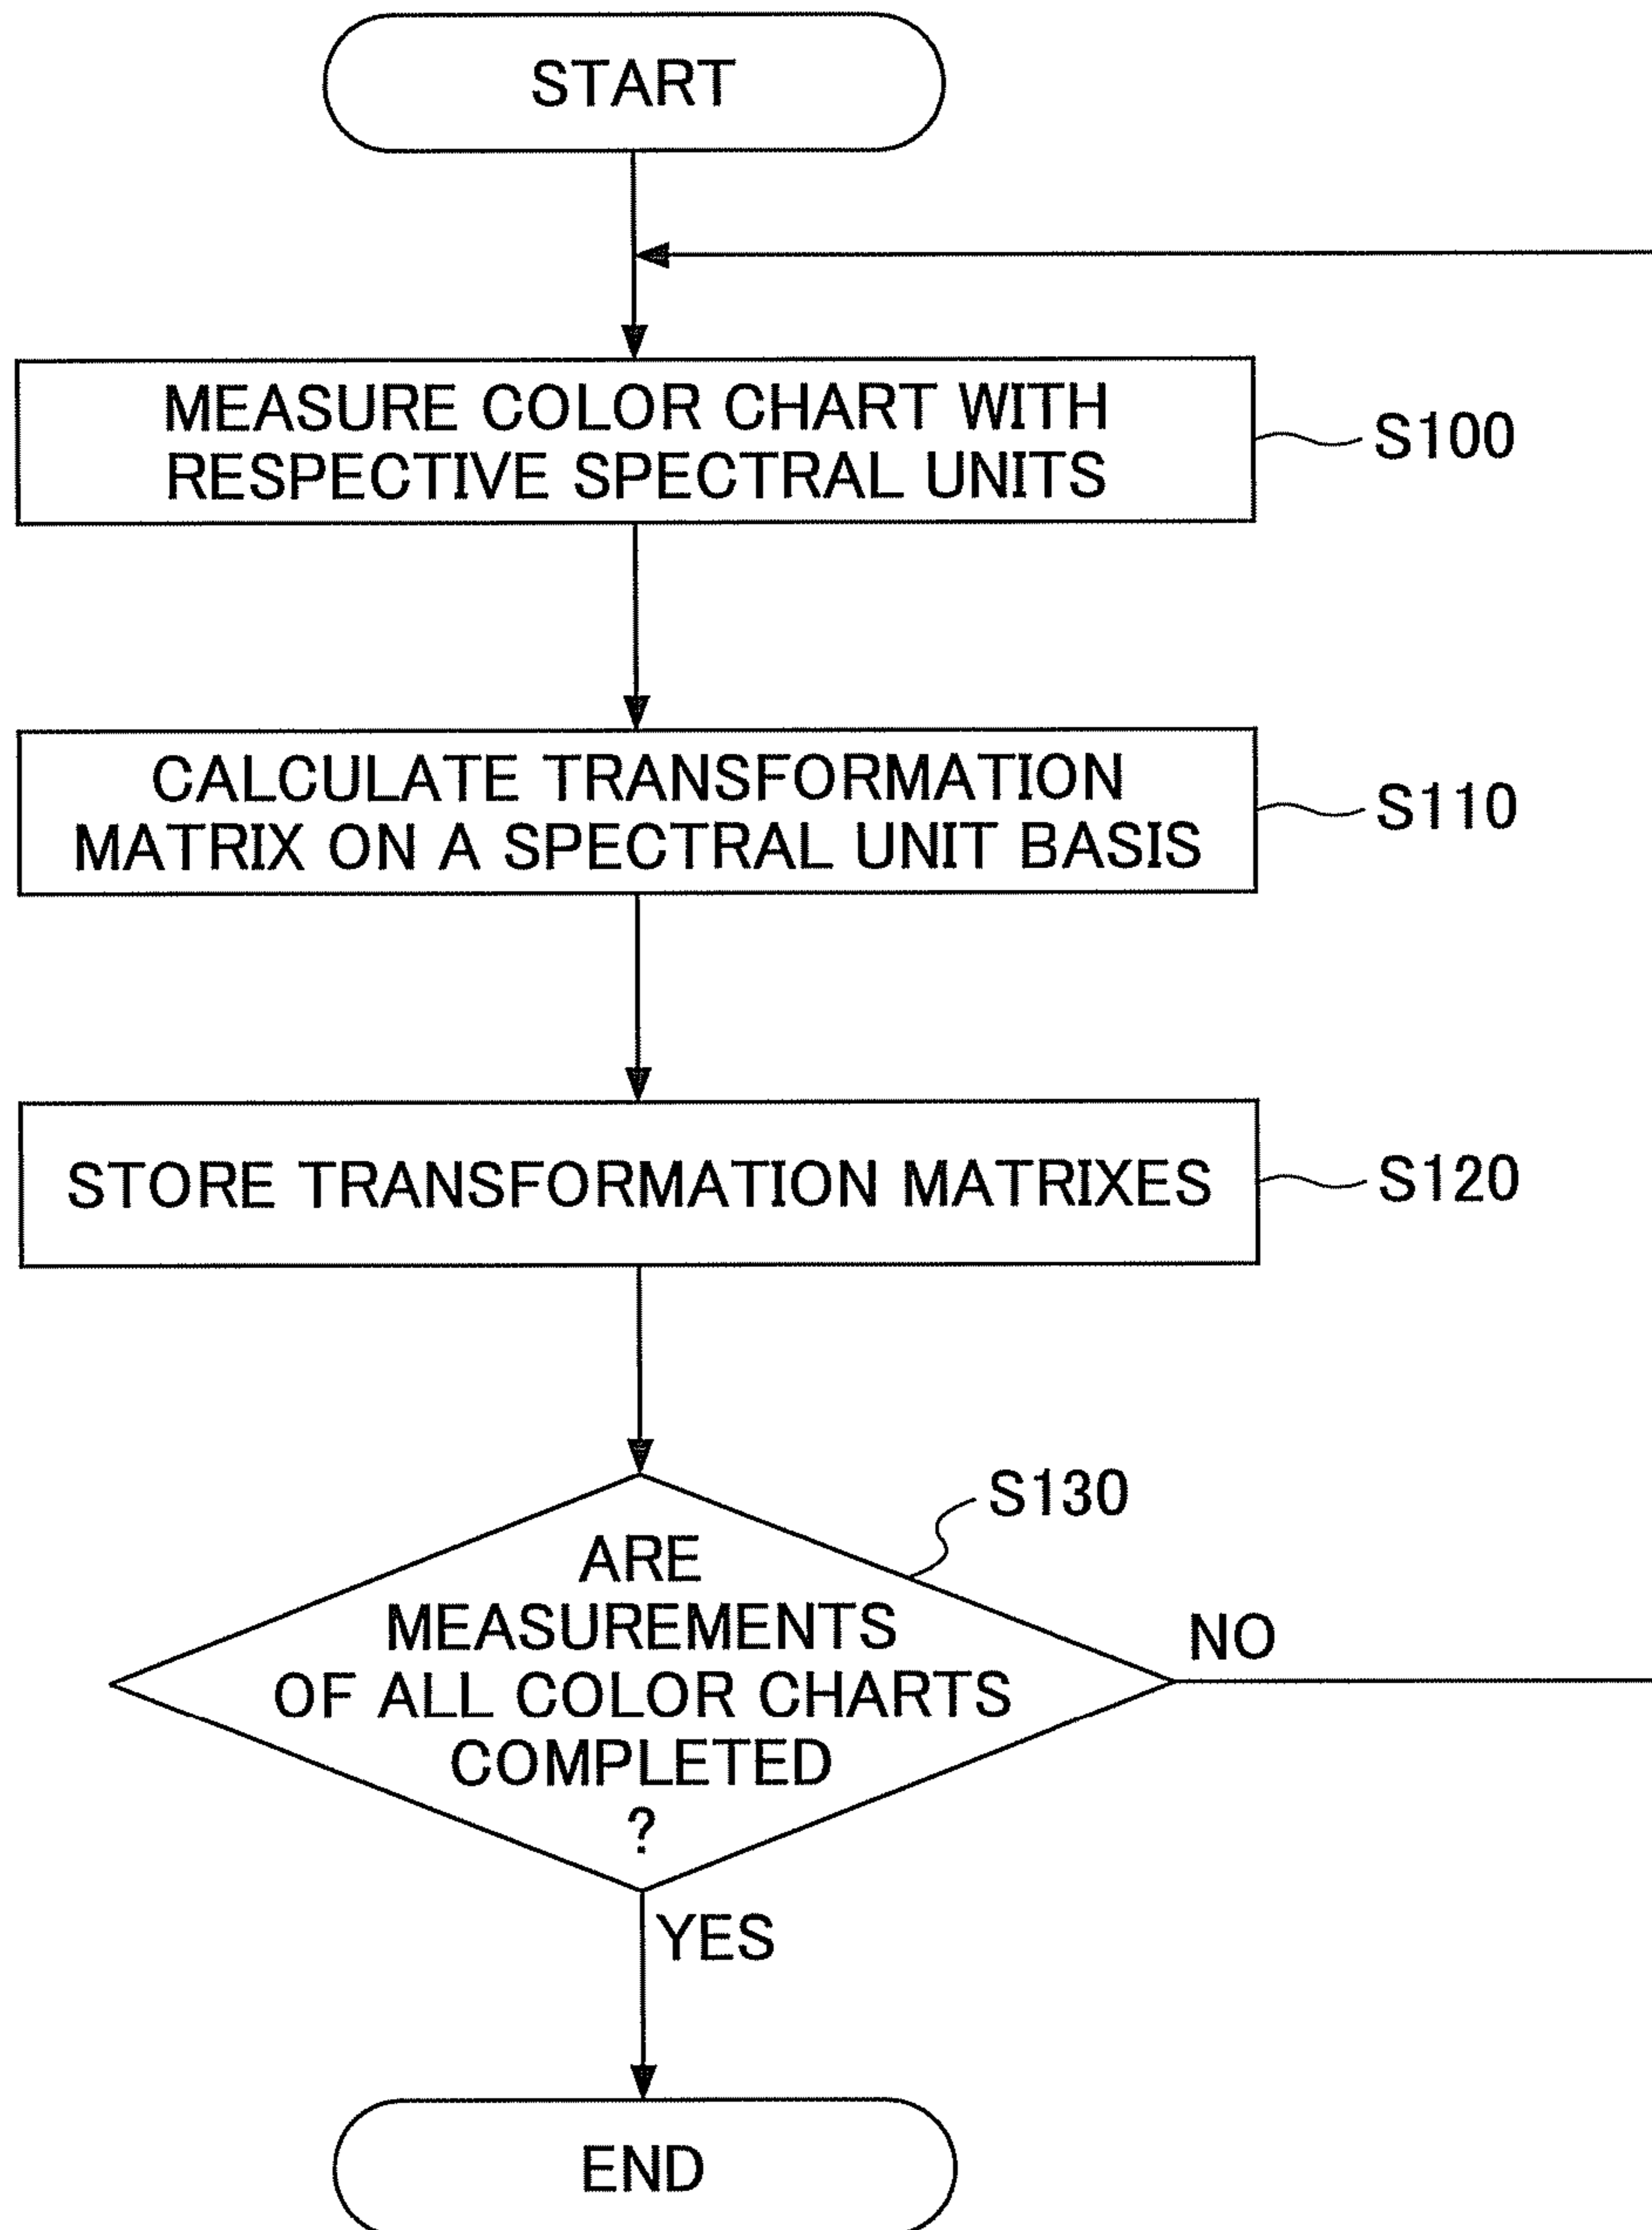 START
MEASURE COLOR CHART WITH
RESPECTIVE SPECTRAL UNITS
S100
CALCULATE TRANSFORMATION
MATRIX ON A SPECTRAL UNIT BASIS
S110
STORE TRANSFORMATION MATRIXES
S120
S130
ARE
MEASUREMENTS
OF ALL COLOR CHARTS
COMPLETED
?
NO
YES
END